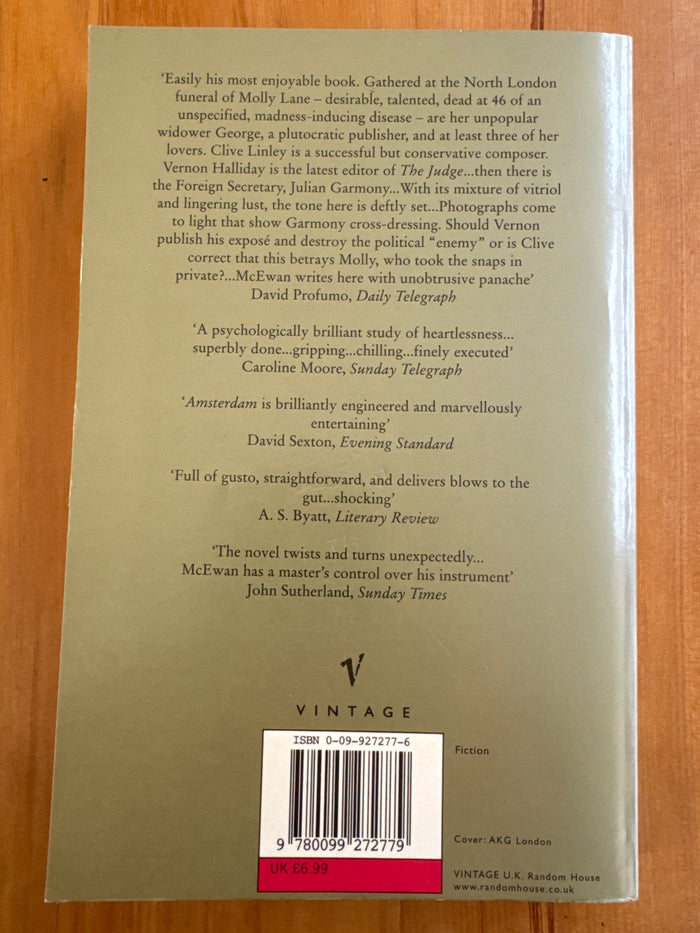 ‘Easily his most enjoyable book. Gathered at the North London
funeral of Molly Lane – desirable, talented, dead at 46 of an
unspecified, madness-inducing disease – are her unpopular
widower George, a plutocratic publisher, and at least three of her
lovers. Clive Linley is a successful but conservative composer.
Vernon Halliday is the latest editor of The Judge...then there is
the Foreign Secretary, Julian Garmony...With its mixture of vitriol
and lingering lust, the tone here is deftly set...Photographs come
to light that show Garmony cross-dressing. Should Vernon
publish his exposé and destroy the political “enemy” or is Clive
correct that this betrays Molly, who took the snaps in
private?...McEwan writes here with unobtrusive panache’
David Profumo, Daily Telegraph
‘A psychologically brilliant study of heartlessness...
superbly done...gripping...chilling...finely executed’
Caroline Moore, Sunday Telegraph
‘Amsterdam is brilliantly engineered and marvellously
entertaining’
David Sexton, Evening Standard
‘Full of gusto, straightforward, and delivers blows to the
gut...shocking’
A. S. Byatt, Literary Review
‘The novel twists and turns unexpectedly...
McEwan has a master’s control over his instrument’
John Sutherland, Sunday Times
V
VINTAGE
ISBN 0-09-927277-6
9 780099 272779
UK £6.99
Fiction
Cover: AKG London
VINTAGE U.K. Random House
www.randomhouse.co.uk